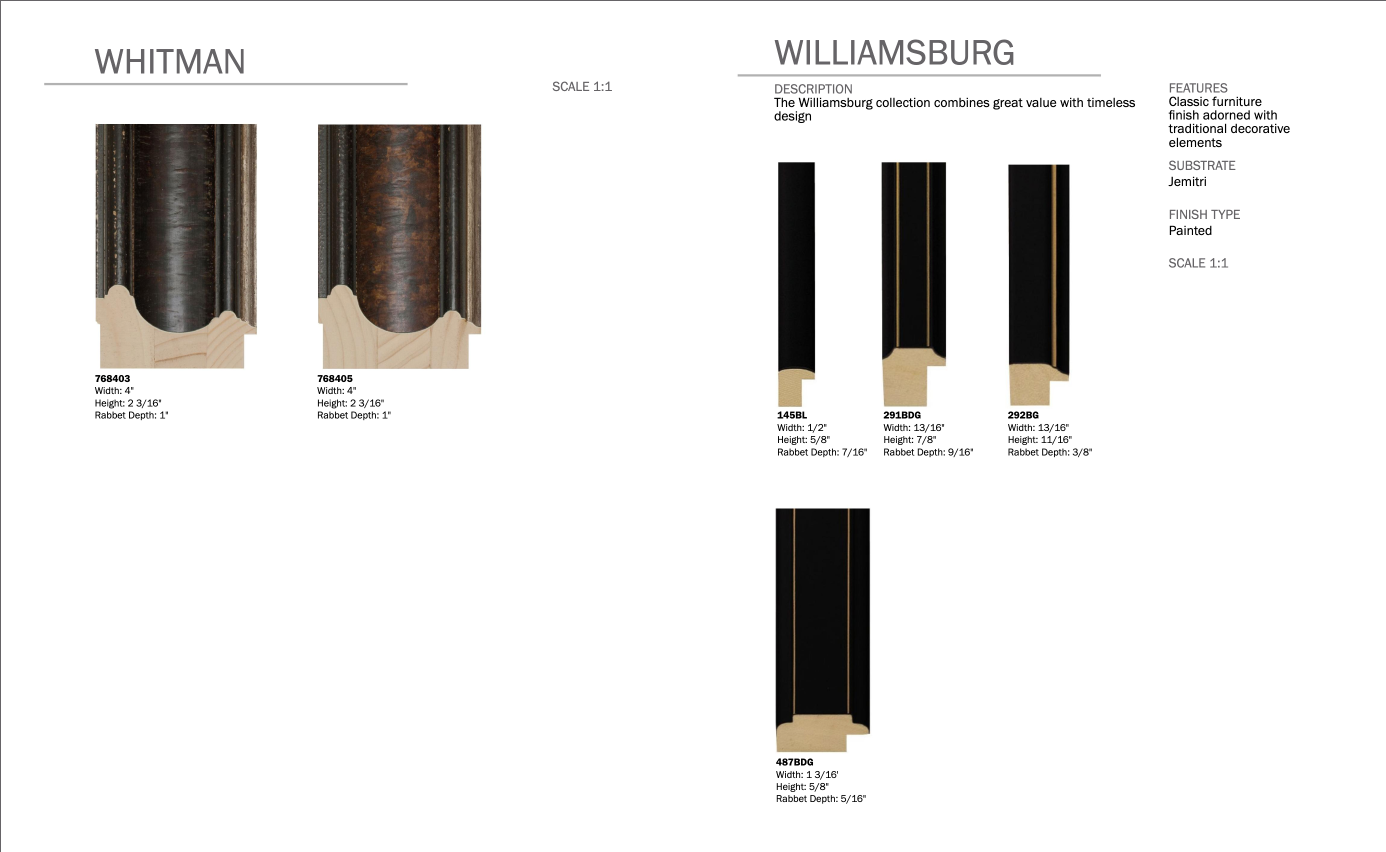 WHITMAN
SCALE 1:1
768403
Width: 4"
Height: 2 3/16"
Rabbet Depth: 1"
768405
Width: 4"
Height: 2 3/16"
Rabbet Depth: 1"
WILLIAMSBURG
DESCRIPTION
The Williamsburg collection combines great value with timeless
design
FEATURES
Classic furniture
finish adorned with
traditional decorative
elements
SUBSTRATE
Jemitri
FINISH TYPE
Painted
SCALE 1:1
145BL
Width: 1/2"
Height: 5/8"
Rabbet Depth: 7/16"
291BDG
Width: 13/16"
Height: 7/8"
Rabbet Depth: 9/16"
292BG
Width: 13/16"
Height: 11/16"
Rabbet Depth: 3/8"
487BDG
Width: 1 3/16'
Height: 5/8"
Rabbet Depth: 5/16"